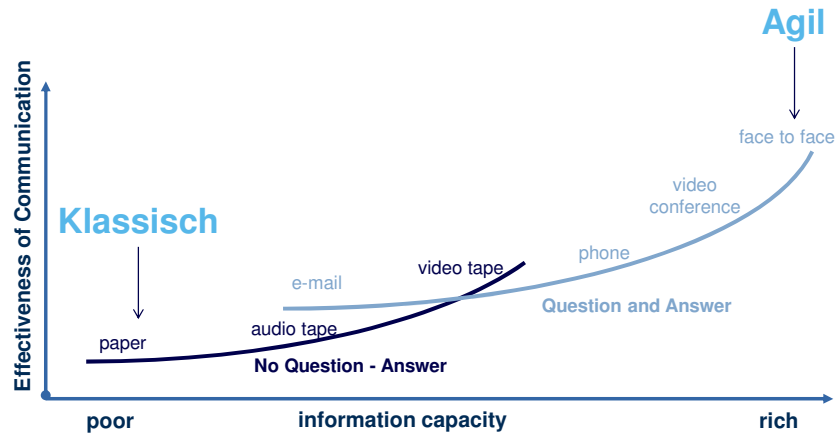 Agil
Effectiveness of Communication
face to face
video
conference
Klassisch
phone
video tape
e-mail
Question and Answer
audio tape
paper
No Question - Answer
poor
information capacity
rich